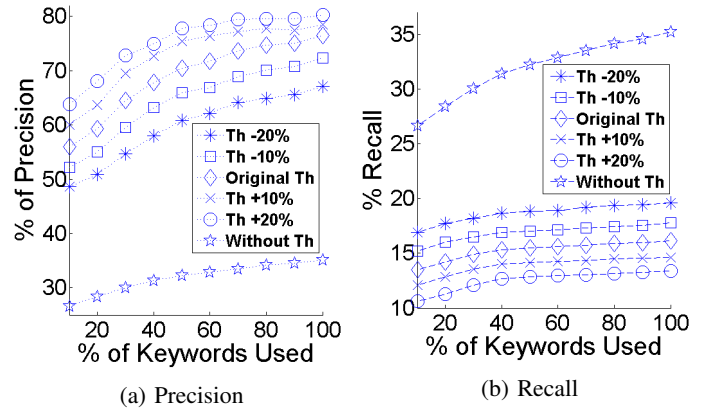 % of Precision
80
70
60
50
40
30
20 40 60 80 100
% of Keywords Used
Th -20%
Th -10%
Original Th
Th +10%
Th +20%
Without Th
(a) Precision
% Recall
35
30
25
20
15
10
20 40 60 80 100
% of Keywords Used
Th -20%
Th -10%
Original Th
Th +10%
Th +20%
Without Th
(b) Recall